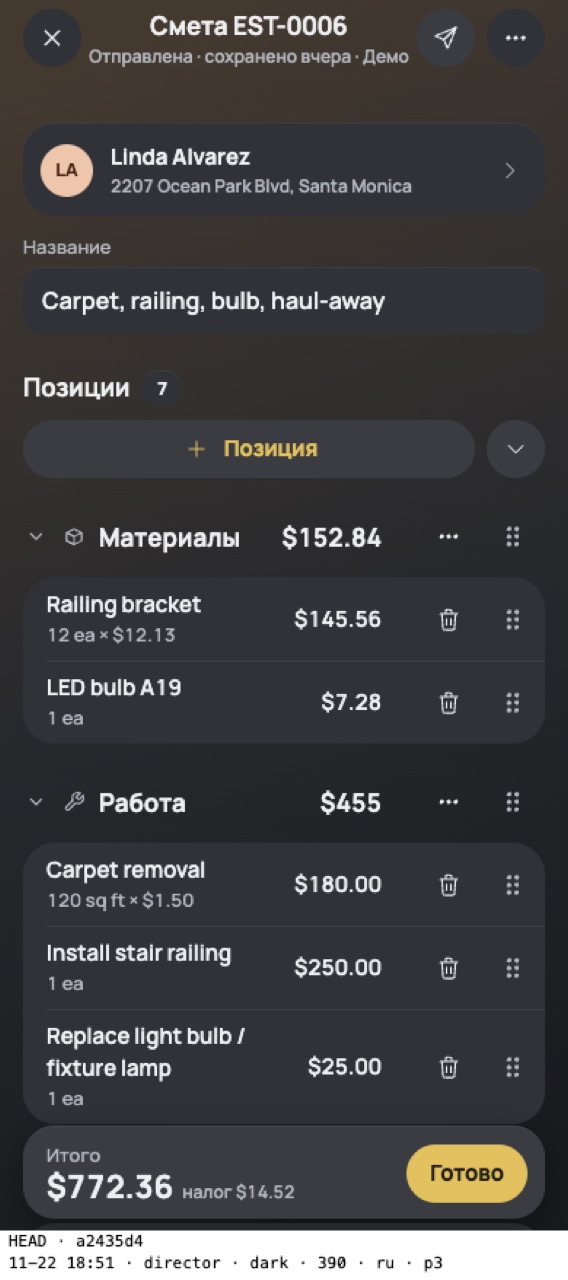 Смета EST-0006
Отправлена · сохранено вчера · Демо
LA
Linda Alvarez
2207 Ocean Park Blvd, Santa Monica
Название
Carpet, railing, bulb, haul-away
Позиции 7
+ Позиция
Материалы $152.84 ...
Railing bracket
12 ea × $12.13
$145.56
LED bulb A19
1 ea
$7.28
Работа $455 ...
Carpet removal
120 sq ft × $1.50
$180.00
Install stair railing
1 ea
$250.00
Replace light bulb /
fixture lamp
1 ea
$25.00
Итого
$772.36 налог $14.52
Готово
HEAD · a2435d4
11-22 18:51 · director · dark · 390 · ru · p3